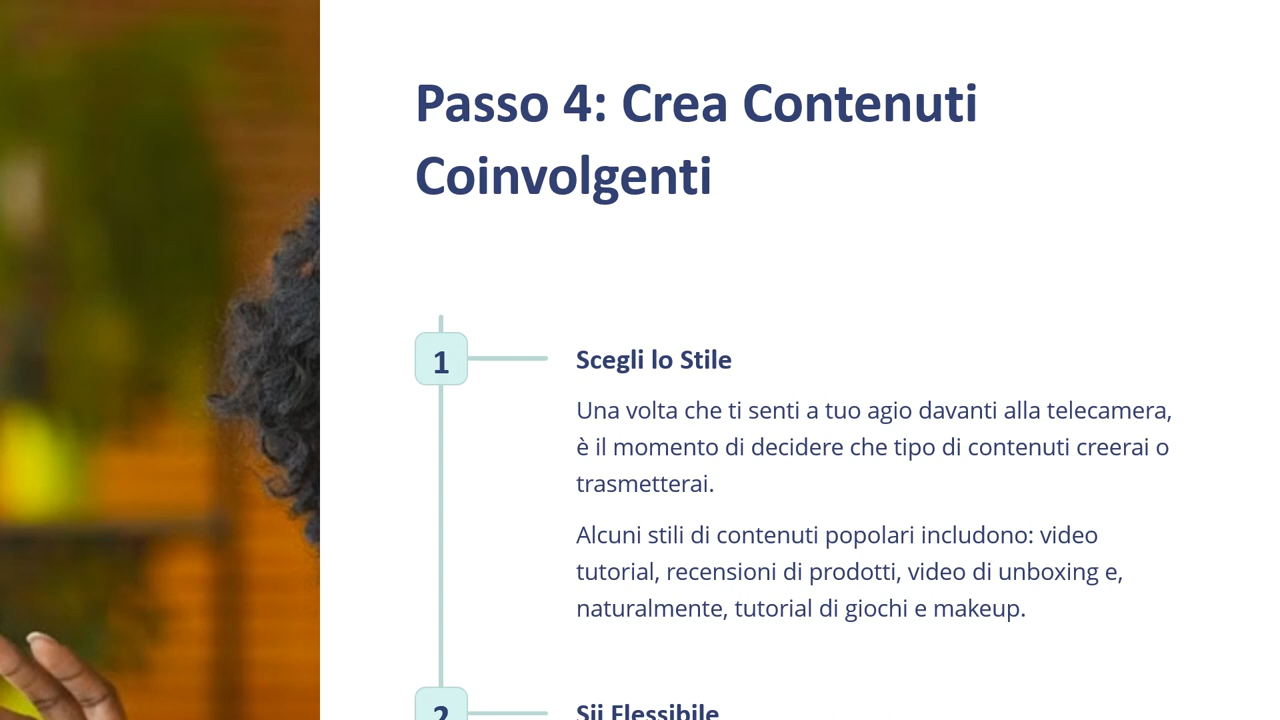 Passo 4: Crea Contenuti
Coinvolgenti
1
Scegli lo Stile
Una volta che ti senti a tuo agio davanti alla telecamera,
è il momento di decidere che tipo di contenuti creerai o
trasmetterai.
Alcuni stili di contenuti popolari includono: video
tutorial, recensioni di prodotti, video di unboxing e,
naturalmente, tutorial di giochi e makeup.
2
Sii Flessibile